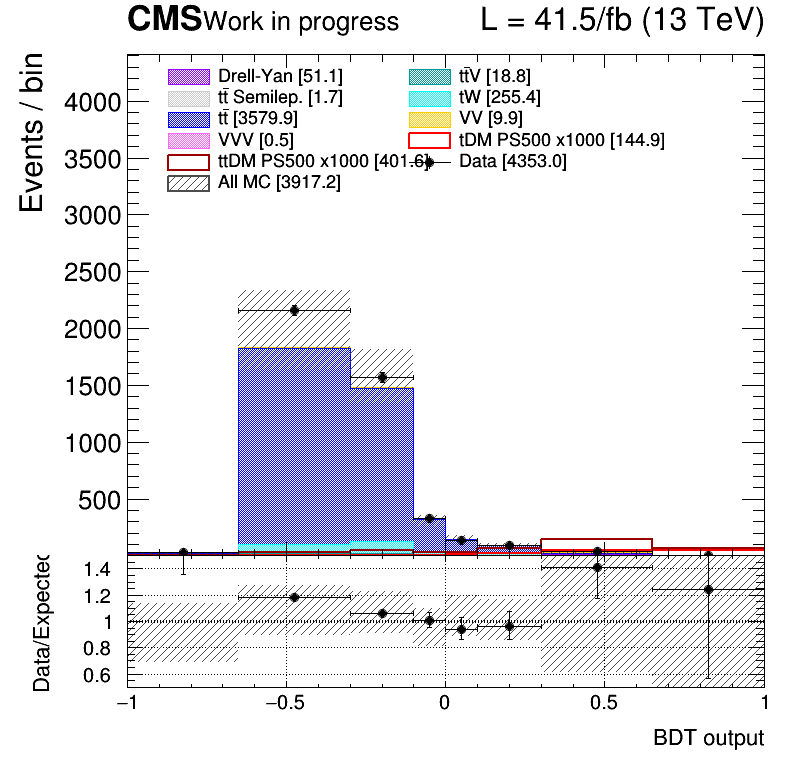 CMS Work in progress L = 41.5/fb (13 TeV)
Events / bin
4000
3500
3000
2500
2000
1500
1000
500
Drell-Yan [51.1] tt̄V [18.8]
tt̄ Semilep. [1.7] tW [255.4]
tt̄ [3579.9] VV [9.9]
VVV [0.5] tDM PS500 x1000 [144.9]
ttDM PS500 x1000 [401.6] Data [4353.0]
All MC [3917.2]
Data/Expected
1.4
1.2
1
0.8
0.6
−1 −0.5 0 0.5 1
BDT output